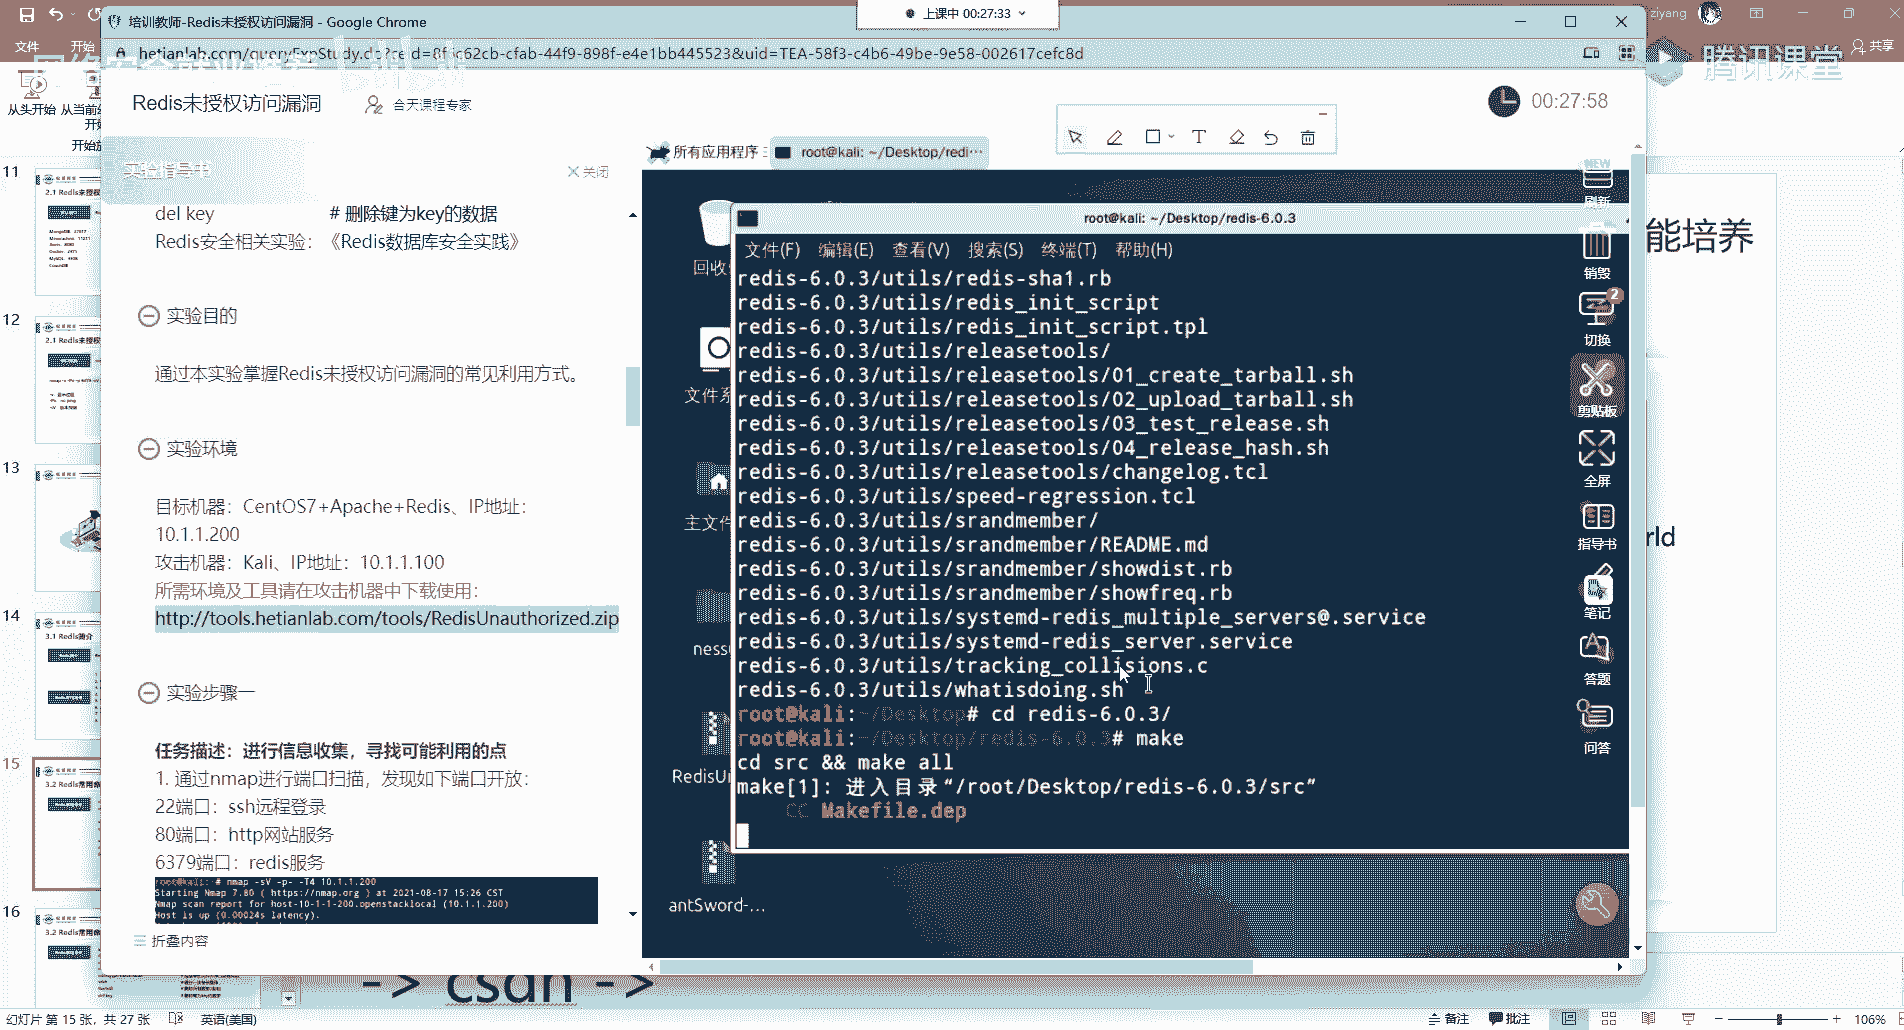 培训教师-Redis未授权访问漏洞 - Google Chrome
上课中 00:27:33
ziyang
文件
开始
共享
hetianlab.com/queryExpStudy.do?ceid=8f5c62cb-cfab-44f9-898f-e4e1bb445523&uid=TEA-58f3-c4b6-49be-9e58-002617cefc8d
腾讯课堂
从头开始
Redis未授权访问漏洞
合天课程专家
00:27:58
实验指导书
关闭
所有应用程序
root@kali: ~/Desktop/redi…
del key # 删除键为key的数据
Redis安全相关实验：《Redis数据库安全实践》
实验目的
通过本实验掌握Redis未授权访问漏洞的常见利用方式。
实验环境
目标机器：CentOS7+Apache+Redis、IP地址：
10.1.1.200
攻击机器：Kali、IP地址：10.1.1.100
所需环境及工具请在攻击机器中下载使用：
http://tools.hetianlab.com/tools/RedisUnauthorized.zip
实验步骤一
任务描述：进行信息收集，寻找可能利用的点
1. 通过nmap进行端口扫描，发现如下端口开放：
22端口：ssh远程登录
80端口：http网站服务
6379端口：redis服务
root@kali:~# nmap -sV -p- -T4 10.1.1.200
Starting Nmap 7.80 ( https://nmap.org ) at 2021-08-17 15:26 CST
Nmap scan report for host-10-1-1-200.openstacklocal (10.1.1.200)
Host is up (0.00024s latency).
折叠内容
root@kali: ~/Desktop/redis-6.0.3
文件(F) 编辑(E) 查看(V) 搜索(S) 终端(T) 帮助(H)
redis-6.0.3/utils/redis-sha1.rb
redis-6.0.3/utils/redis_init_script
redis-6.0.3/utils/redis_init_script.tpl
redis-6.0.3/utils/releasetools/
redis-6.0.3/utils/releasetools/01_create_tarball.sh
redis-6.0.3/utils/releasetools/02_upload_tarball.sh
redis-6.0.3/utils/releasetools/03_test_release.sh
redis-6.0.3/utils/releasetools/04_release_hash.sh
redis-6.0.3/utils/releasetools/changelog.tcl
redis-6.0.3/utils/speed-regression.tcl
redis-6.0.3/utils/srandmember/
redis-6.0.3/utils/srandmember/README.md
redis-6.0.3/utils/srandmember/showdist.rb
redis-6.0.3/utils/srandmember/showfreq.rb
redis-6.0.3/utils/systemd-redis_multiple_servers@.service
redis-6.0.3/utils/systemd-redis_server.service
redis-6.0.3/utils/tracking_collisions.c
redis-6.0.3/utils/whatisdoing.sh
root@kali:~/Desktop# cd redis-6.0.3/
root@kali:~/Desktop/redis-6.0.3# make
cd src && make all
make[1]: 进入目录“/root/Desktop/redis-6.0.3/src”
CC Makefile.dep
回收
文件系
主文件
ness
RedisUn
antSword-...
NEW
刷新
销毁
2
切换
剪贴板
全屏
指导书
笔记
答题
问答
能培养
rld
11
12
13
14
3.1 Redis简介
15
16
-> csdn ->
幻灯片 第 15 张，共 27 张
英语(美国)
备注
批注
106%